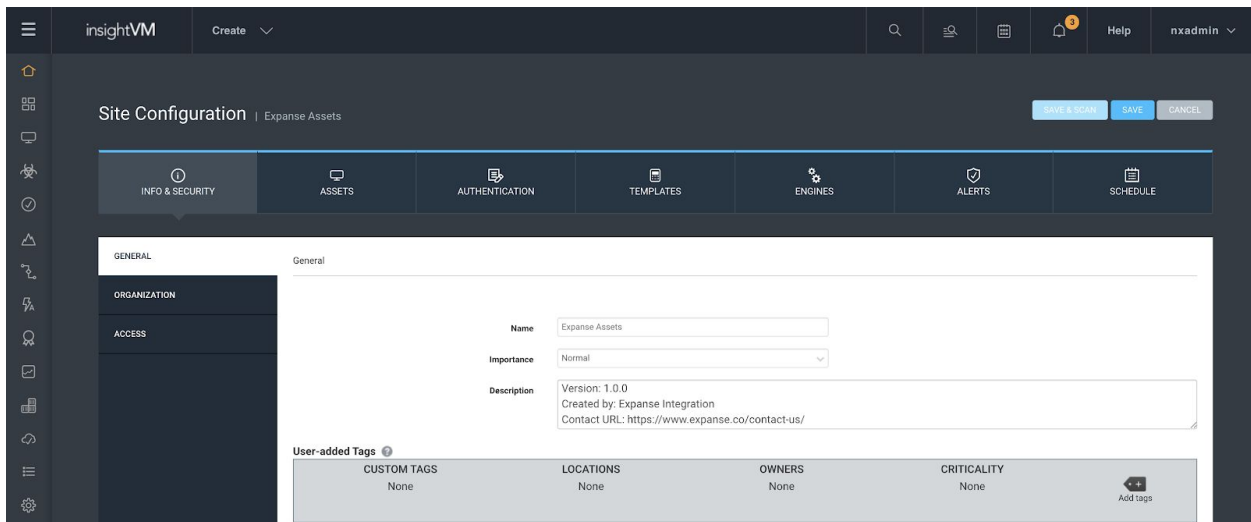 insightVM
Create
3
Help
nxadmin
Site Configuration | Expanse Assets
SAVE & SCAN
SAVE
CANCEL
INFO & SECURITY
ASSETS
AUTHENTICATION
TEMPLATES
ENGINES
ALERTS
SCHEDULE
GENERAL
ORGANIZATION
ACCESS
General
Name
Expanse Assets
Importance
Normal
Description
Version: 1.0.0
Created by: Expanse Integration
Contact URL: https://www.expanse.co/contact-us/
User-added Tags
CUSTOM TAGS
LOCATIONS
OWNERS
CRITICALITY
None
None
None
None
Add tags